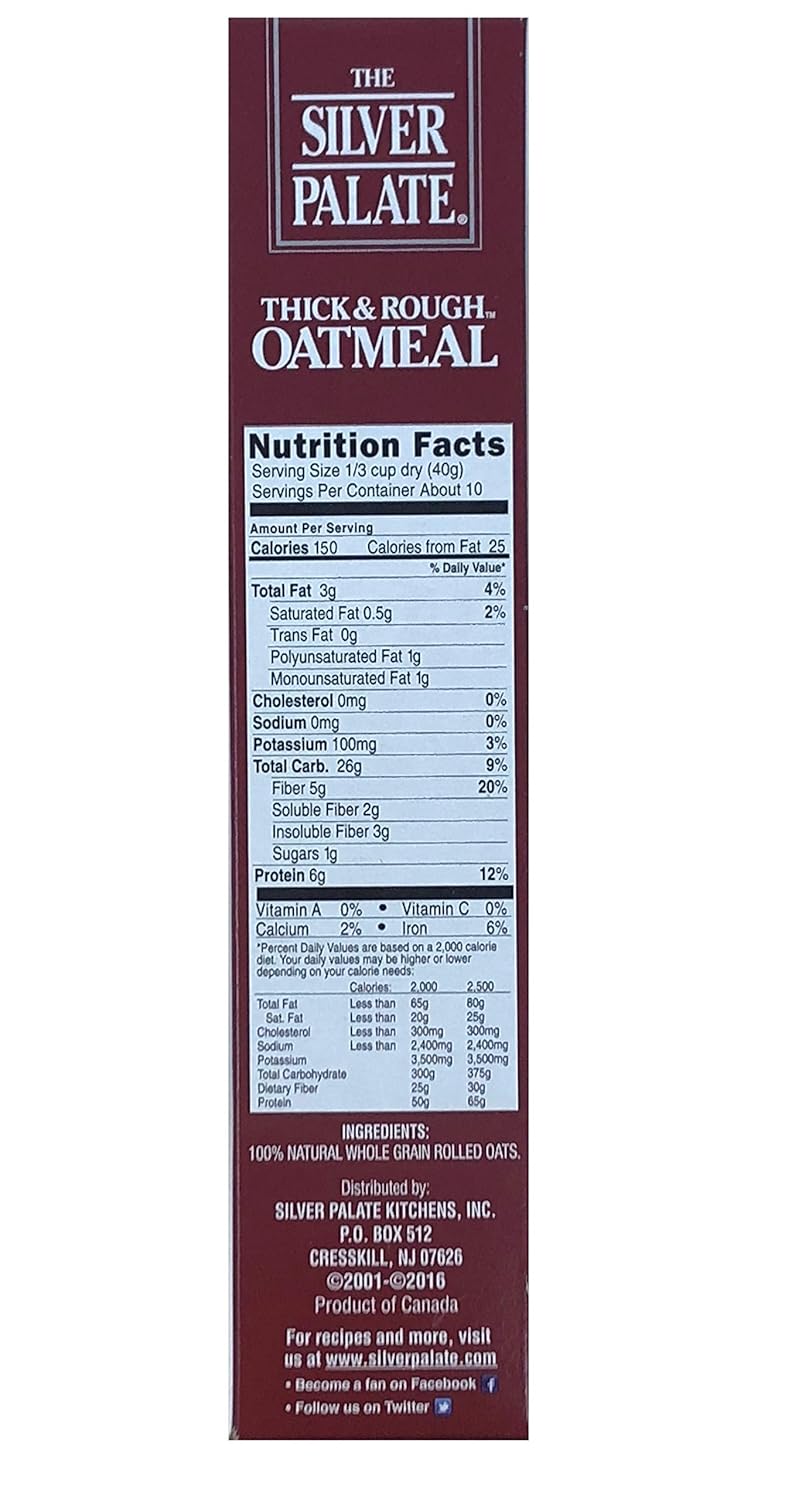 THE
SILVER
PALATE®
THICK & ROUGH™
OATMEAL
Nutrition Facts
Serving Size 1/3 cup dry (40g)
Servings Per Container About 10
Amount Per Serving
Calories 150 Calories from Fat 25
% Daily Value*
Total Fat 3g 4%
Saturated Fat 0.5g 2%
Trans Fat 0g
Polyunsaturated Fat 1g
Monounsaturated Fat 1g
Cholesterol 0mg 0%
Sodium 0mg 0%
Potassium 100mg 3%
Total Carb. 26g 9%
Fiber 5g 20%
Soluble Fiber 2g
Insoluble Fiber 3g
Sugars 1g
Protein 6g 12%
Vitamin A 0% • Vitamin C 0%
Calcium 2% • Iron 6%
*Percent Daily Values are based on a 2,000 calorie
diet. Your daily values may be higher or lower
depending on your calorie needs:
Calories: 2,000 2,500
Total Fat Less than 65g 80g
Sat. Fat Less than 20g 25g
Cholesterol Less than 300mg 300mg
Sodium Less than 2,400mg 2,400mg
Potassium 3,500mg 3,500mg
Total Carbohydrate 300g 375g
Dietary Fiber 25g 30g
Protein 50g 65g
INGREDIENTS:
100% NATURAL WHOLE GRAIN ROLLED OATS.
Distributed by:
SILVER PALATE KITCHENS, INC.
P.O. BOX 512
CRESSKILL, NJ 07626
©2001-©2016
Product of Canada
For recipes and more, visit
us at www.silverpalate.com
• Become a fan on Facebook f
• Follow us on Twitter